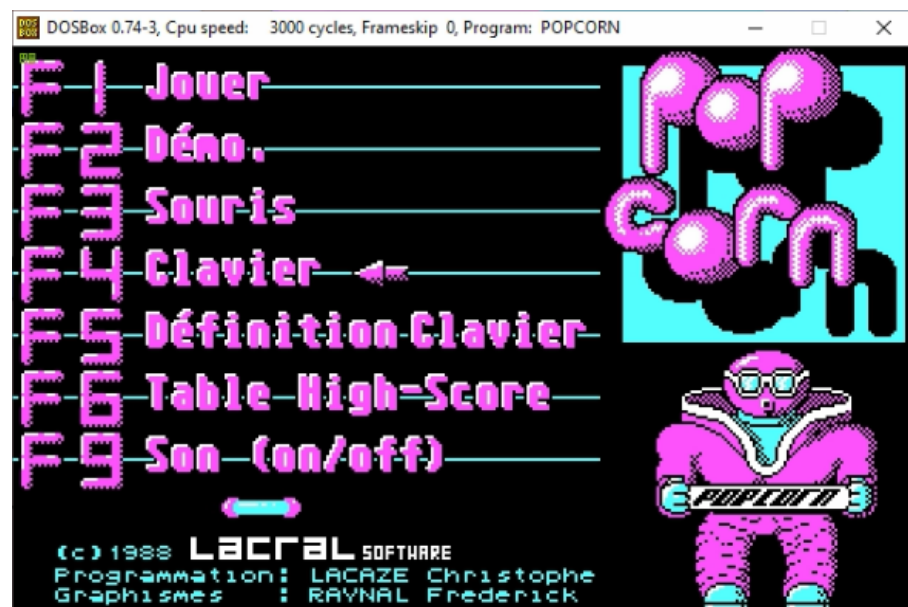 DOSBox 0.74-3, Cpu speed: 3000 cycles, Frameskip 0, Program: POPCORN
F1 Jouer
F2 Démo.
F3 Souris
F4 Clavier
F5 Définition Clavier
F6 Table High-Score
F9 Son (on/off)
POP
corn
POPCORN
(c) 1988 LACRAL SOFTWARE
Programmation: LACAZE Christophe
Graphismes : RAYNAL Frederick